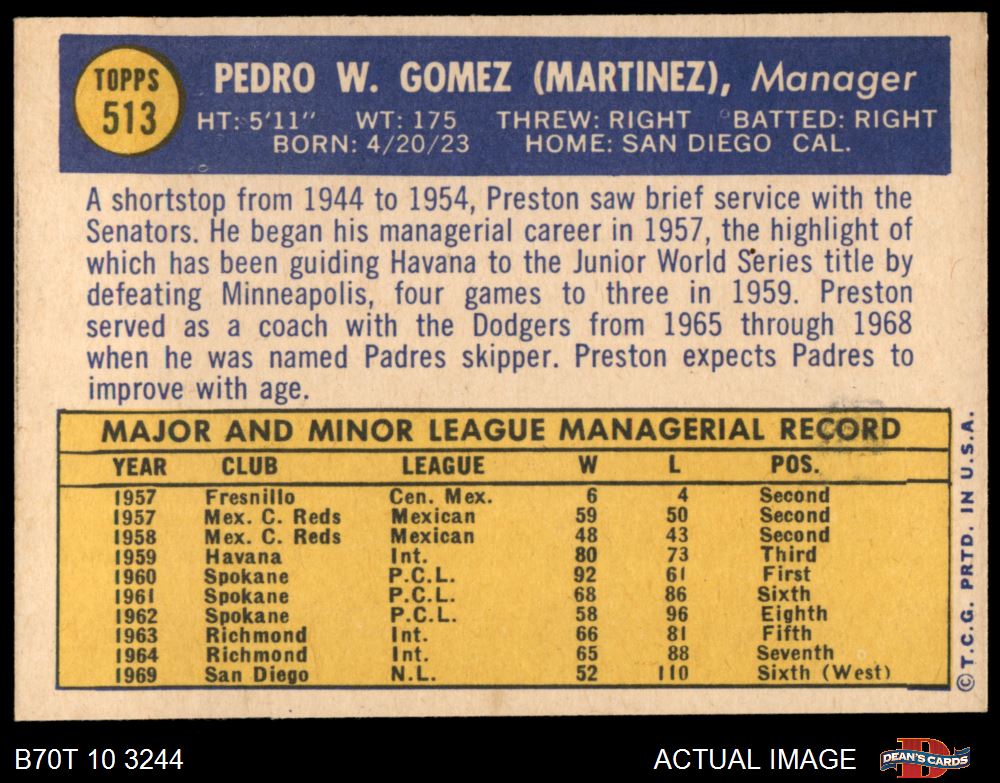 TOPPS
513
PEDRO W. GOMEZ (MARTINEZ), Manager
HT: 5'11" WT: 175 THREW: RIGHT BATTED: RIGHT
BORN: 4/20/23 HOME: SAN DIEGO CAL.
A shortstop from 1944 to 1954, Preston saw brief service with the
Senators. He began his managerial career in 1957, the highlight of
which has been guiding Havana to the Junior World Series title by
defeating Minneapolis, four games to three in 1959. Preston
served as a coach with the Dodgers from 1965 through 1968
when he was named Padres skipper. Preston expects Padres to
improve with age.
MAJOR AND MINOR LEAGUE MANAGERIAL RECORD
YEAR CLUB LEAGUE W L POS.
1957 Fresnillo Cen. Mex. 6 4 Second
1957 Mex. C. Reds Mexican 59 50 Second
1958 Mex. C. Reds Mexican 48 43 Second
1959 Havana Int. 80 73 Third
1960 Spokane P.C.L. 92 61 First
1961 Spokane P.C.L. 68 86 Sixth
1962 Spokane P.C.L. 58 96 Eighth
1963 Richmond Int. 66 81 Fifth
1964 Richmond Int. 65 88 Seventh
1969 San Diego N.L. 52 110 Sixth (West)
© T.C.G. PRTD. IN U.S.A.
B70T 10 3244
ACTUAL IMAGE
DEAN'S CARDS